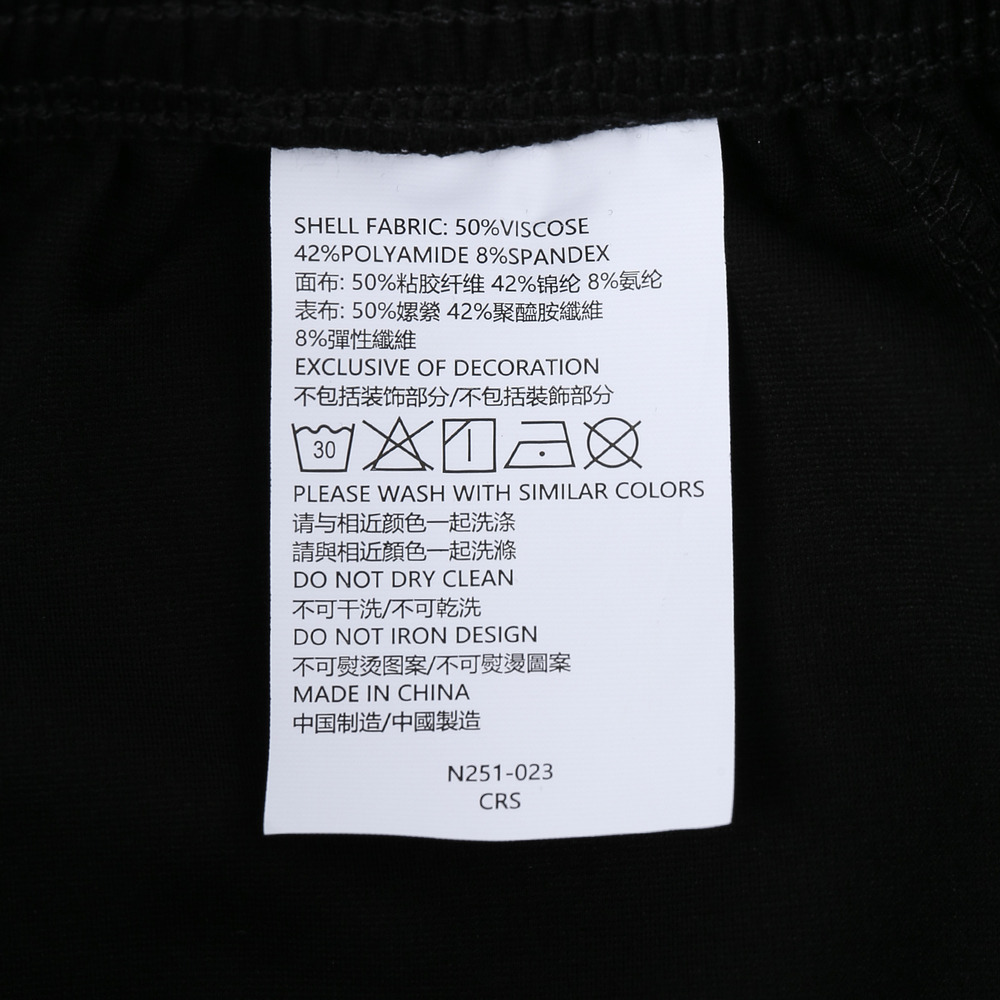 SHELL FABRIC: 50%VISCOSE
42%POLYAMIDE 8%SPANDEX
面布: 50%粘胶纤维 42%锦纶 8%氨纶
表布: 50%嫘縈 42%聚醯胺纖維
8%彈性纖維
EXCLUSIVE OF DECORATION
不包括装饰部分/不包括裝飾部分
30
PLEASE WASH WITH SIMILAR COLORS
请与相近颜色一起洗涤
請與相近顏色一起洗滌
DO NOT DRY CLEAN
不可干洗/不可乾洗
DO NOT IRON DESIGN
不可熨烫图案/不可熨燙圖案
MADE IN CHINA
中国制造/中國製造
N251-023
CRS